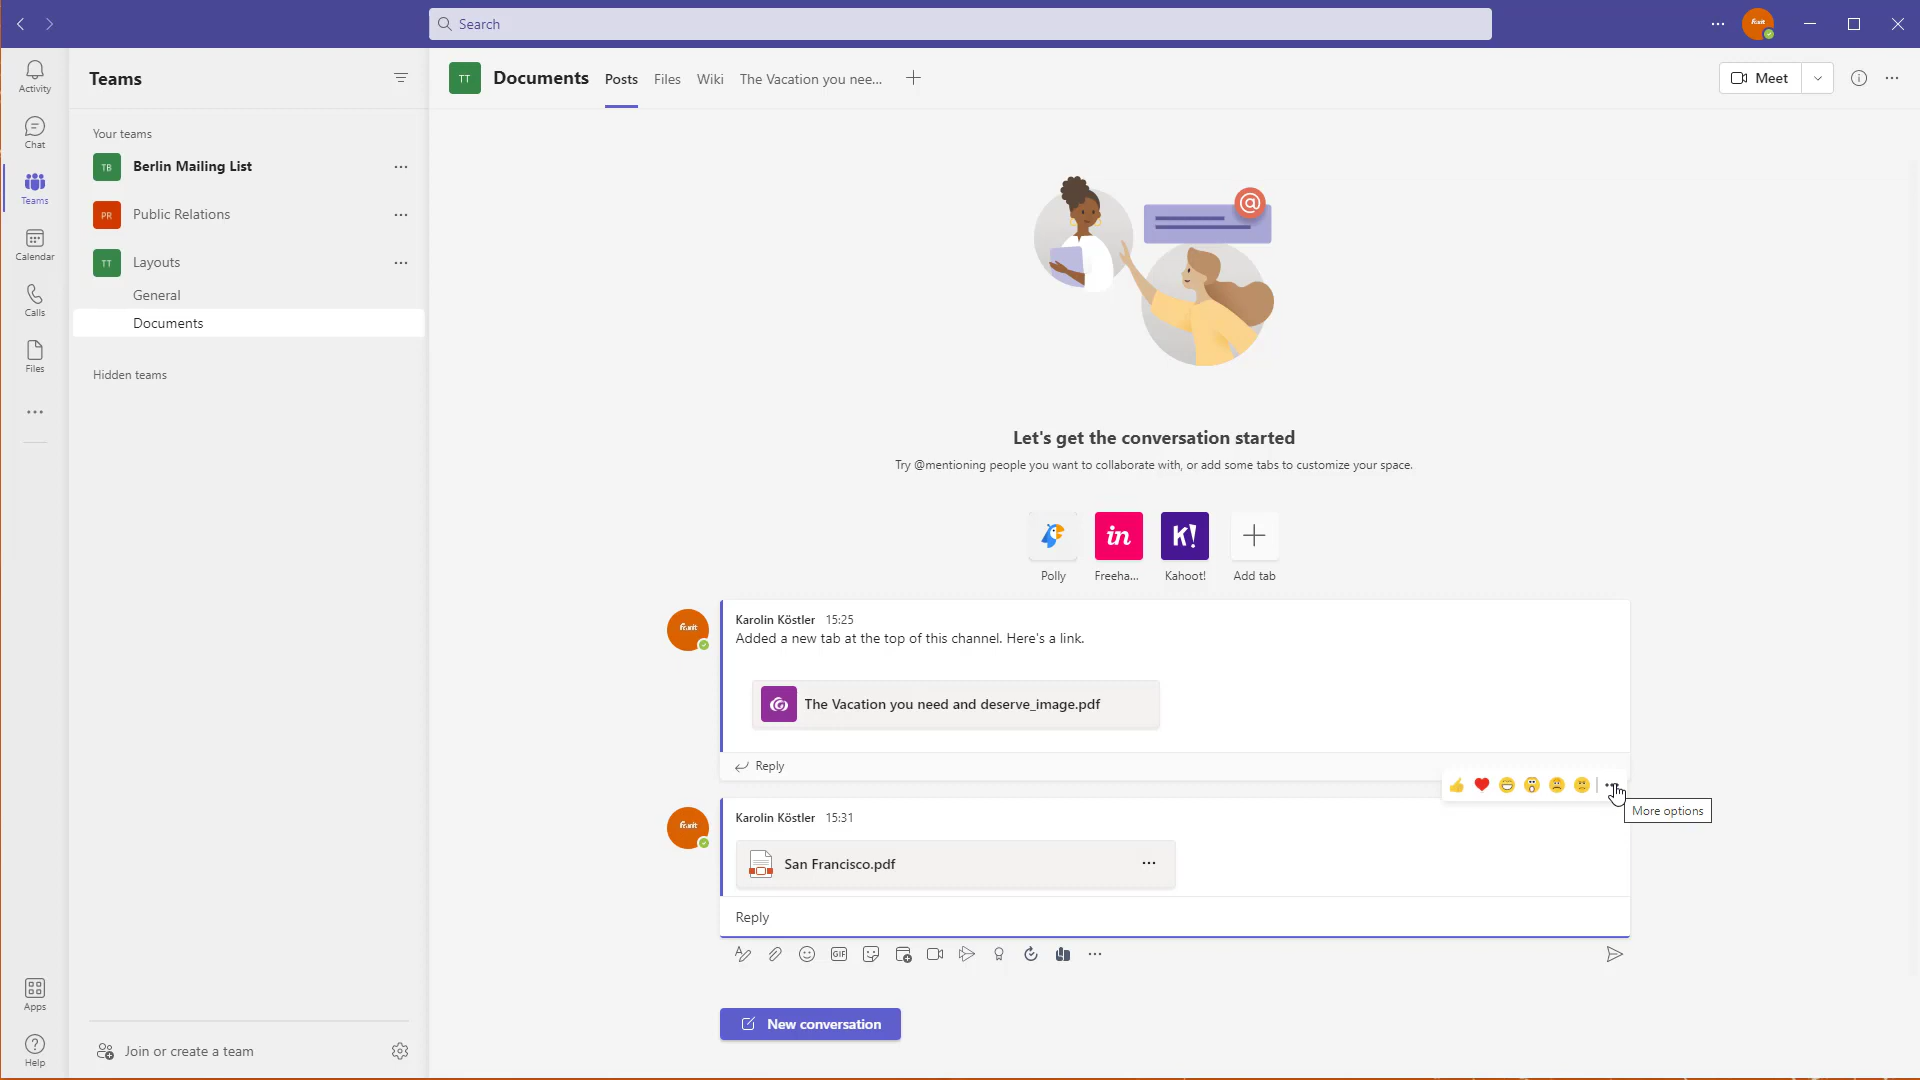 Search
Activity
Chat
Teams
Calendar
Calls
Files
Apps
Help
Teams
Your teams
TB Berlin Mailing List
PR Public Relations
TT Layouts
General
Documents
Hidden teams
Join or create a team
TT Documents Posts Files Wiki The Vacation you nee...
Meet
Let's get the conversation started
Try @mentioning people you want to collaborate with, or add some tabs to customize your space.
in K!
Polly Freeha... Kahoot! Add tab
Karolin Köstler 15:25
Added a new tab at the top of this channel. Here's a link.
The Vacation you need and deserve_image.pdf
Reply
More options
Karolin Köstler 15:31
San Francisco.pdf
Reply
GIF
New conversation